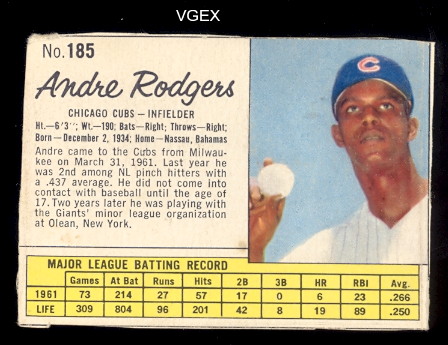 VGEX
No. 185
Andre Rodgers
CHICAGO CUBS — INFIELDER
Ht.—6'3"; Wt.—190; Bats—Right; Throws—Right;
Born—December 2, 1934; Home—Nassau, Bahamas
Andre came to the Cubs from Milwau-
kee on March 31, 1961. Last year he
was 2nd among NL pinch hitters with
a .437 average. He did not come into
contact with baseball until the age of
17. Two years later he was playing with
the Giants' minor league organization
at Olean, New York.
C
MAJOR LEAGUE BATTING RECORD
Games At Bat Runs Hits 2B 3B HR RBI Avg.
1961 73 214 27 57 17 0 6 23 .266
LIFE 309 804 96 201 42 8 19 89 .250